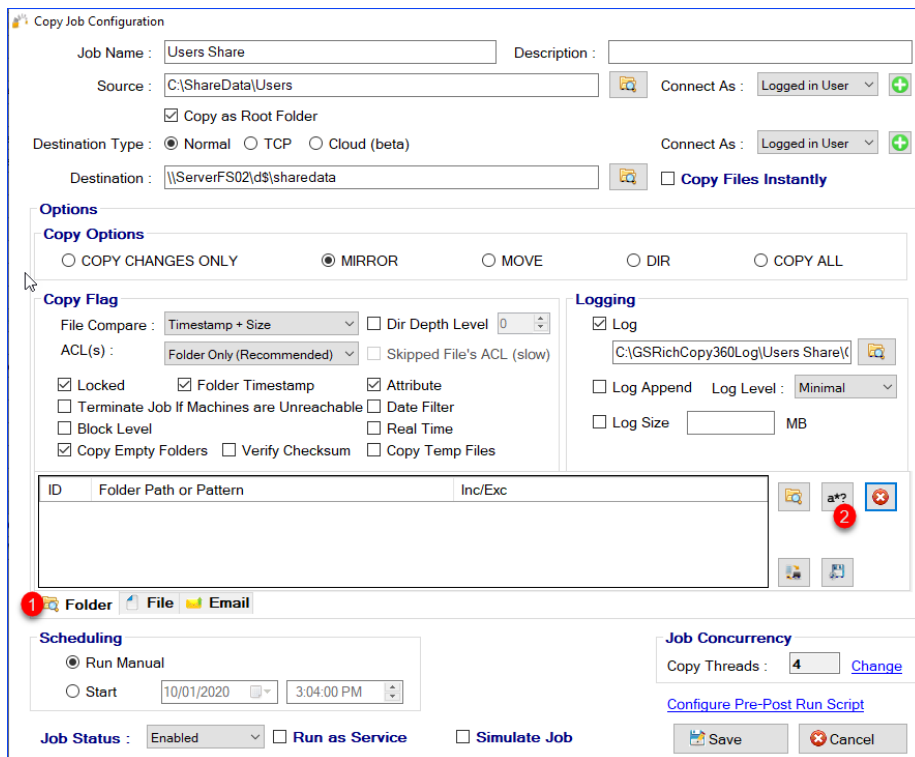 Copy Job Configuration
Job Name : Users Share Description :
Source : C:\ShareData\Users Connect As : Logged in User
Copy as Root Folder
Destination Type : Normal TCP Cloud (beta) Connect As : Logged in User
Destination : \\ServerFS02\d$\sharedata Copy Files Instantly
Options
Copy Options
COPY CHANGES ONLY MIRROR MOVE DIR COPY ALL
Copy Flag Logging
File Compare : Timestamp + Size Dir Depth Level 0 Log
ACL(s) : Folder Only (Recommended) Skipped File's ACL (slow) C:\GSRichCopy360Log\Users Share\
Locked Folder Timestamp Attribute Log Append Log Level : Minimal
Terminate Job If Machines are Unreachable Date Filter
Block Level Real Time Log Size MB
Copy Empty Folders Verify Checksum Copy Temp Files
ID Folder Path or Pattern Inc/Exc
a*?
2
1 Folder File Email
Scheduling Job Concurrency
Run Manual Copy Threads : 4 Change
Start 10/01/2020 3:04:00 PM
Configure Pre-Post Run Script
Job Status : Enabled Run as Service Simulate Job Save Cancel